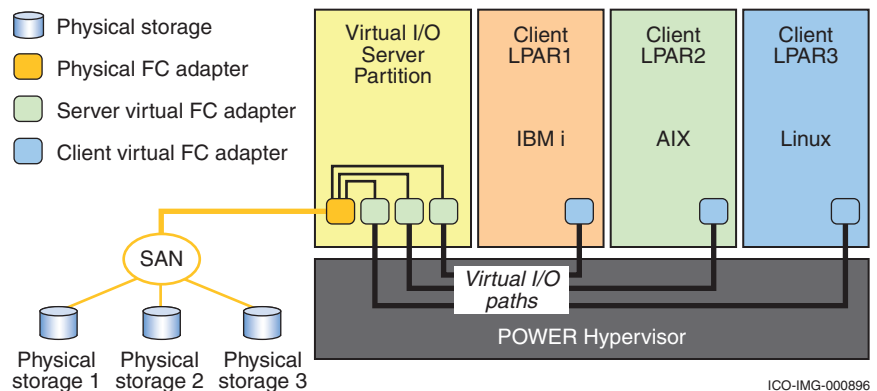 Physical storage
Physical FC adapter
Server virtual FC adapter
Client virtual FC adapter
Virtual I/O
Server
Partition
Client
LPAR1
IBM i
Client
LPAR2
AIX
Client
LPAR3
Linux
SAN
Virtual I/O
paths
POWER Hypervisor
Physical
storage 1
Physical
storage 2
Physical
storage 3
ICO-IMG-000896